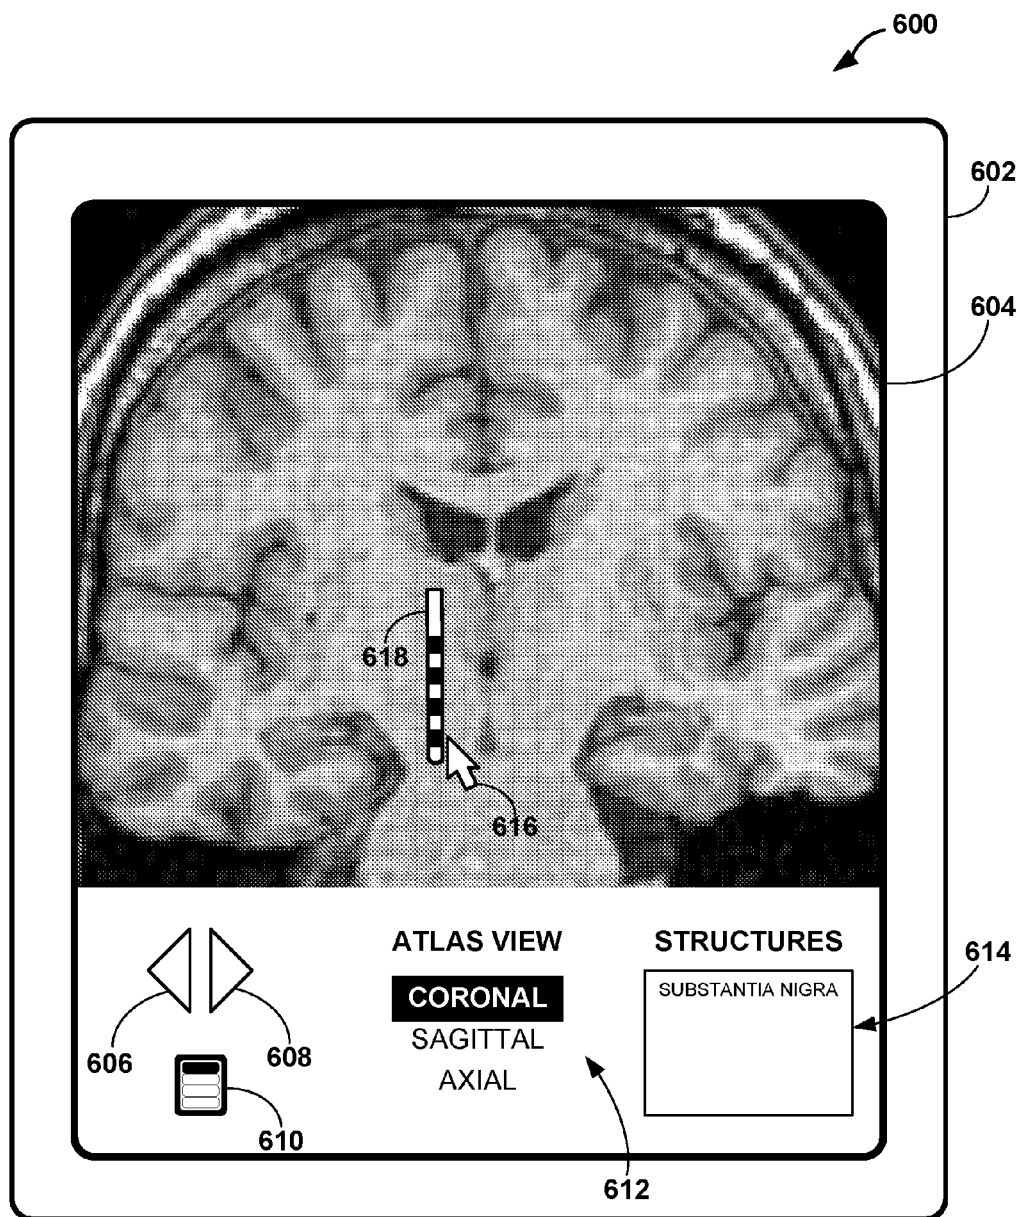 600
602
604
618
616
ATLAS VIEW
STRUCTURES
614
CORONAL
SUBSTANTIA NIGRA
SAGITTAL
606
608
AXIAL
610
612